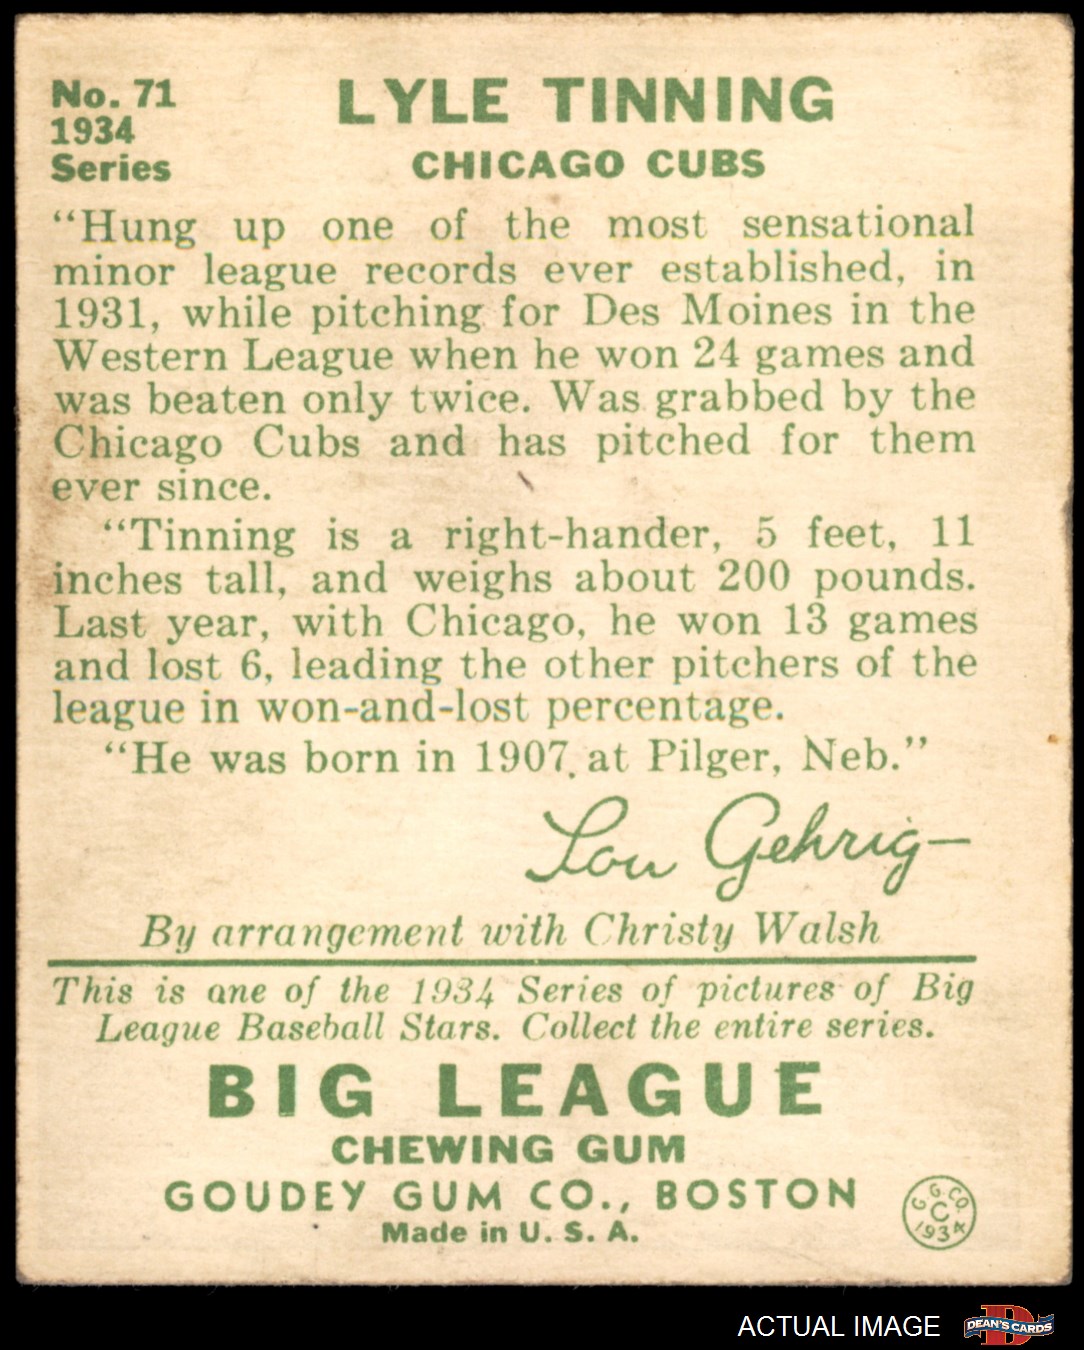 No. 71
1934
Series
LYLE TINNING
CHICAGO CUBS
“Hung up one of the most sensational
minor league records ever established, in
1931, while pitching for Des Moines in the
Western League when he won 24 games and
was beaten only twice. Was grabbed by the
Chicago Cubs and has pitched for them
ever since.
“Tinning is a right-hander, 5 feet, 11
inches tall, and weighs about 200 pounds.
Last year, with Chicago, he won 13 games
and lost 6, leading the other pitchers of the
league in won-and-lost percentage.
“He was born in 1907, at Pilger, Neb.”
Lou Gehrig
By arrangement with Christy Walsh
This is one of the 1934 Series of pictures of Big
League Baseball Stars. Collect the entire series.
BIG LEAGUE
CHEWING GUM
GOUDEY GUM CO., BOSTON
Made in U. S. A.
G. G. CO.
C
1934
ACTUAL IMAGE
D
DEAN'S CARDS